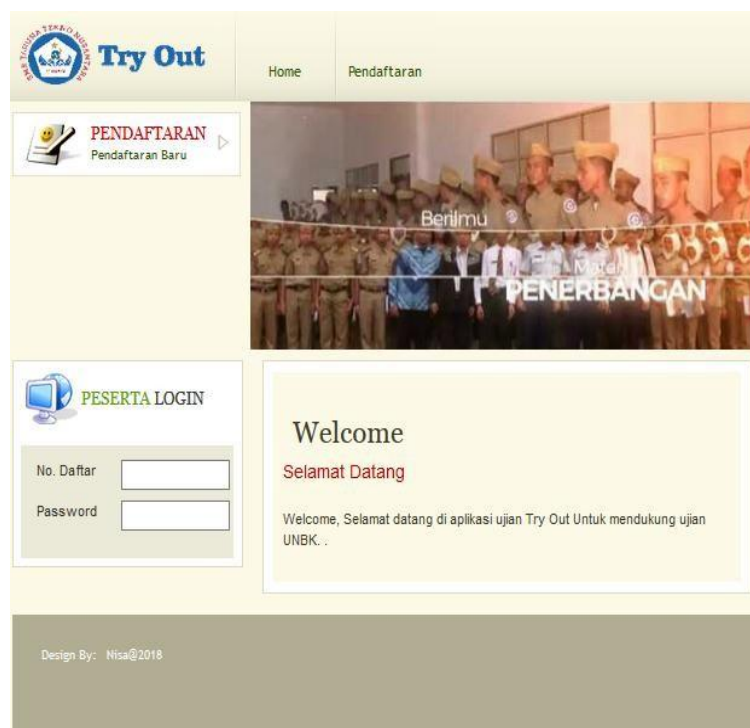 Try Out
Home
Pendaftaran
PENDAFTARAN
Pendaftaran Baru
Berilmu
Materi
PENERBANGAN
PESERTA LOGIN
No. Daftar
Password
Welcome
Selamat Datang
Welcome, Selamat datang di aplikasi ujian Try Out Untuk mendukung ujian
UNBK. .
Design By: Nisa@2018